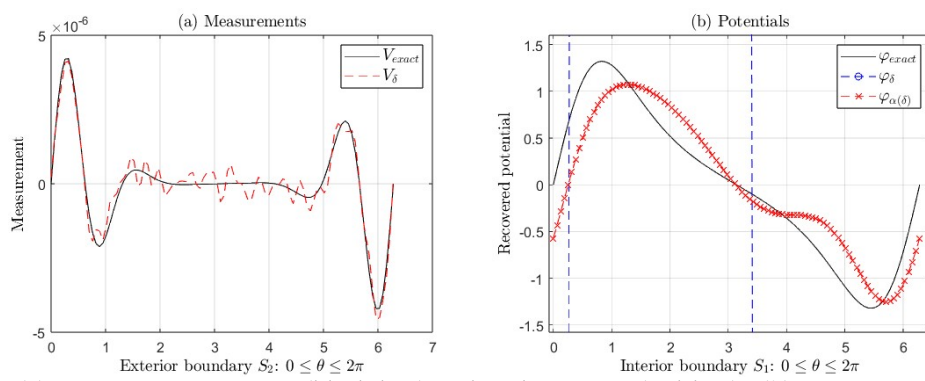 (a) Measurements
×10⁻⁶
5
0
-5
Measurement
V_exact
V_δ
0 1 2 3 4 5 6 7
Exterior boundary S₂: 0 ≤ θ ≤ 2π
(b) Potentials
1.5
1
0.5
0
-0.5
-1
-1.5
Recovered potential
φ_exact
φ_δ
φ_α(δ)
0 1 2 3 4 5 6
Interior boundary S₁: 0 ≤ θ ≤ 2π